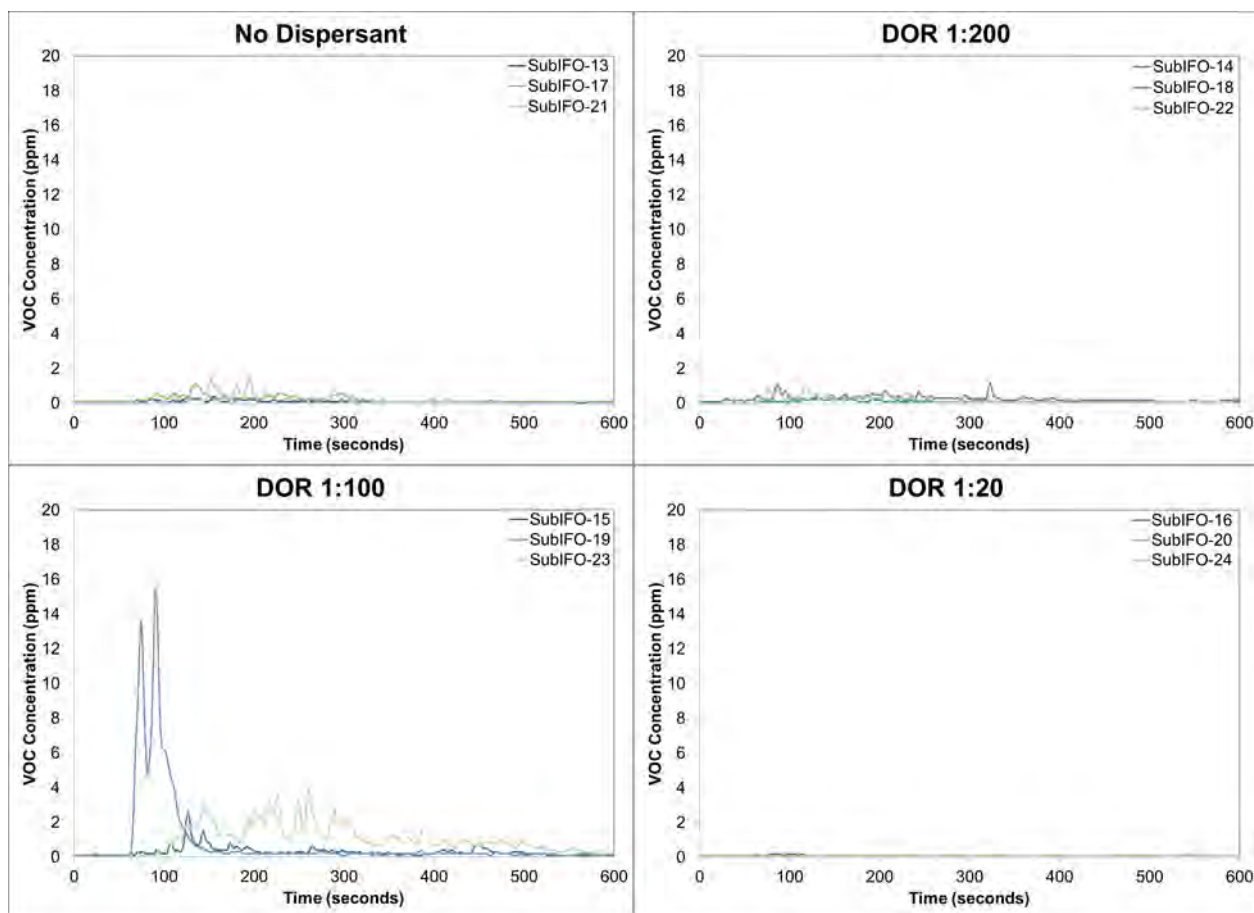 No Dispersant
20
18
16
14
12
10
8
6
4
2
0
VOC Concentration (ppm)
SubIFO-13
SubIFO-17
SubIFO-21
0 100 200 300 400 500 600
Time (seconds)
DOR 1:200
20
18
16
14
12
10
8
6
4
2
0
VOC Concentration (ppm)
SubIFO-14
SubIFO-18
SubIFO-22
0 100 200 300 400 500 600
Time (seconds)
DOR 1:100
20
18
16
14
12
10
8
6
4
2
0
VOC Concentration (ppm)
SubIFO-15
SubIFO-19
SubIFO-23
0 100 200 300 400 500 600
Time (seconds)
DOR 1:20
20
18
16
14
12
10
8
6
4
2
0
VOC Concentration (ppm)
SubIFO-16
SubIFO-20
SubIFO-24
0 100 200 300 400 500 600
Time (seconds)